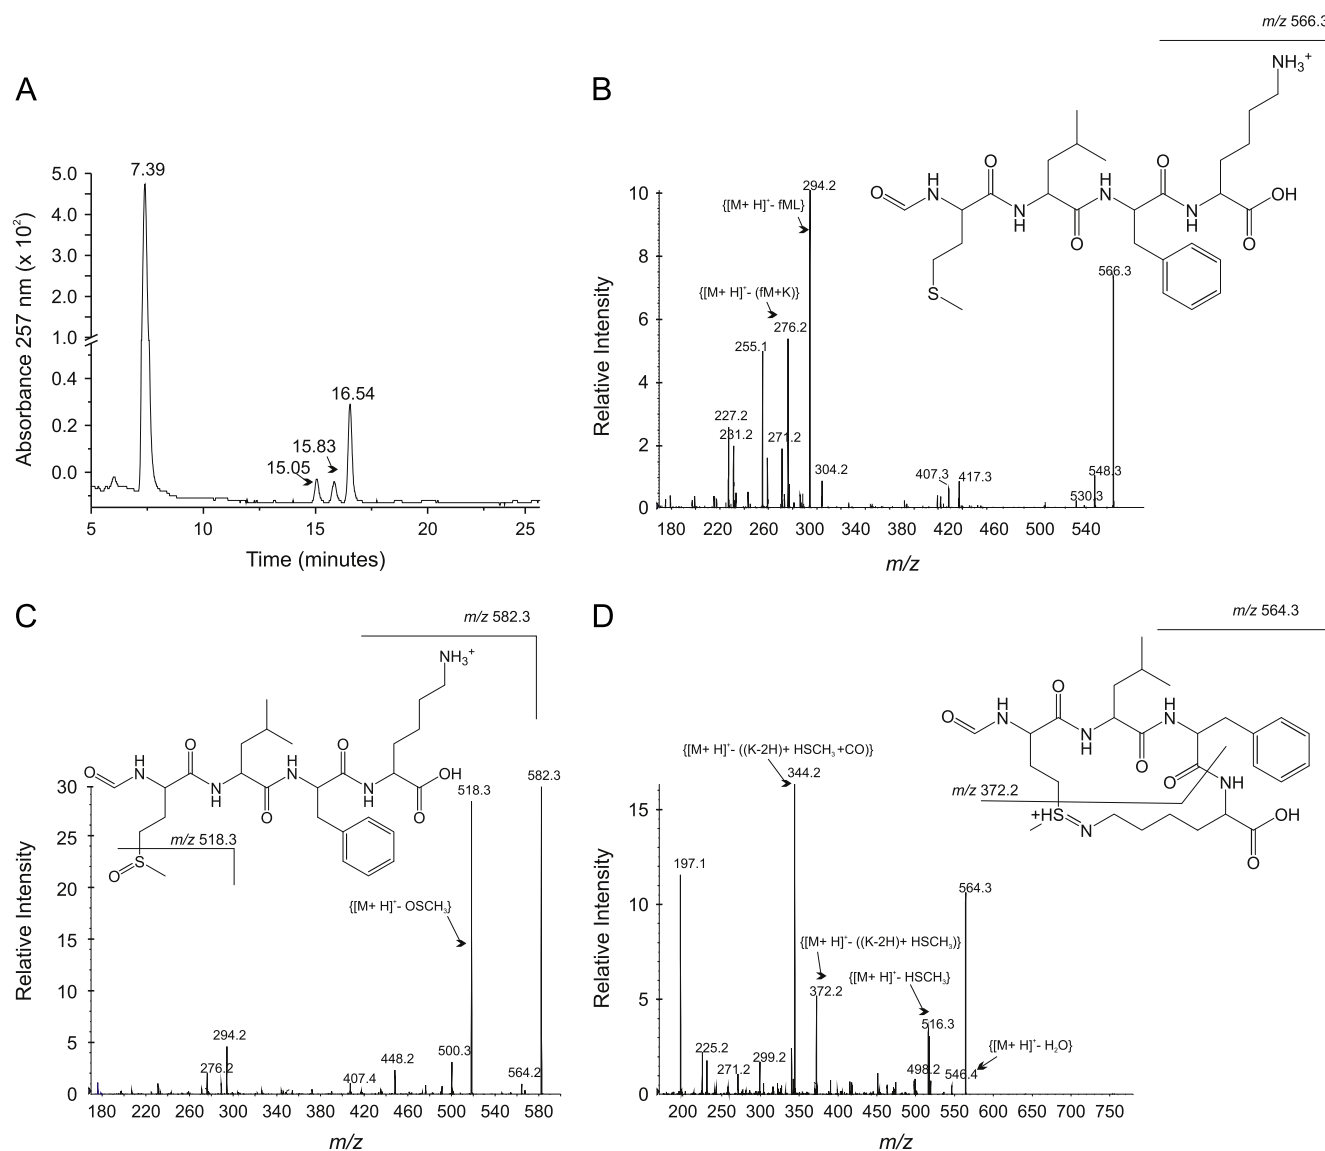 A
Absorbance 257 nm (x 10²)
5.0
4.0
3.0
2.0
1.0
0.4
0.2
0.0
7.39
15.05
15.83
16.54
5
10
15
20
25
Time (minutes)
B
m/z 566.3
NH₃⁺
O
H
N
O
N
H
O
H
N
O
N
H
OH
O
S
Relative Intensity
10
8
6
4
2
0
{[M+ H]⁺- fML}
294.2
{[M+ H]⁺- (fM+K)}
276.2
255.1
227.2
231.2
271.2
304.2
407.3
417.3
530.3
548.3
566.3
180
220
260
300
340
380
420
460
500
540
m/z
C
m/z 582.3
NH₃⁺
O
H
N
O
N
H
O
H
N
O
N
H
OH
O
m/z 518.3
O
S
Relative Intensity
30
25
20
15
10
5
0
518.3
582.3
{[M+ H]⁺- OSCH₃}
294.2
276.2
407.4
448.2
500.3
564.2
180
220
260
300
340
360
420
460
500
540
580
m/z
D
m/z 564.3
O
H
N
O
N
H
O
H
N
O
NH
OH
O
m/z 372.2
+HS
N
Relative Intensity
15
10
5
0
{[M+ H]⁺- ((K-2H)+ HSCH₃+CO)}
344.2
197.1
{[M+ H]⁺- ((K-2H)+ HSCH₃)}
372.2
{[M+ H]⁺- HSCH₃}
516.3
564.3
{[M+ H]⁺- H₂O}
225.2
271.2
299.2
498.2
546.4
200
250
300
350
400
450
500
550
600
650
700
750
m/z